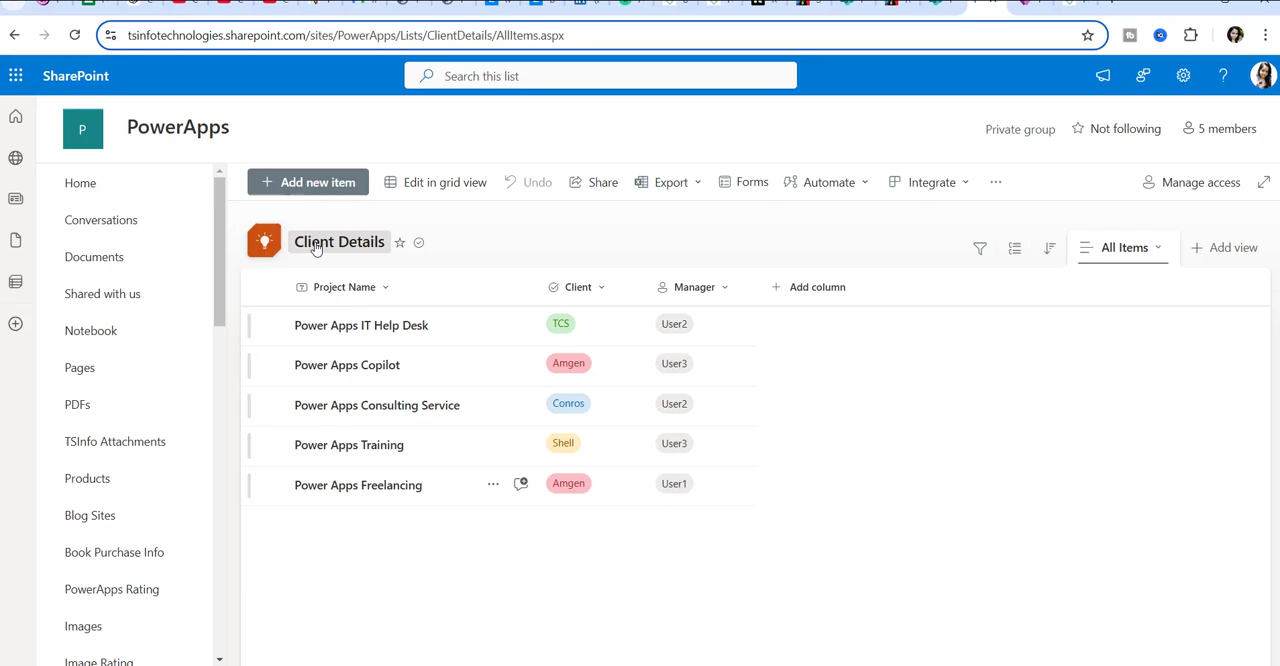 tsinfotechnologies.sharepoint.com/sites/PowerApps/Lists/ClientDetails/AllItems.aspx
SharePoint
Search this list
P
PowerApps
Private group
Not following
5 members
Add new item
Edit in grid view
Undo
Share
Export
Forms
Automate
Integrate
Manage access
Home
Conversations
Documents
Shared with us
Notebook
Pages
PDFs
TSInfo Attachments
Products
Blog Sites
Book Purchase Info
PowerApps Rating
Images
Image Rating
Client Details
All Items
Add view
Project Name
Client
Manager
Add column
Power Apps IT Help Desk TCS User2
Power Apps Copilot Amgen User3
Power Apps Consulting Service Conros User2
Power Apps Training Shell User3
Power Apps Freelancing Amgen User1